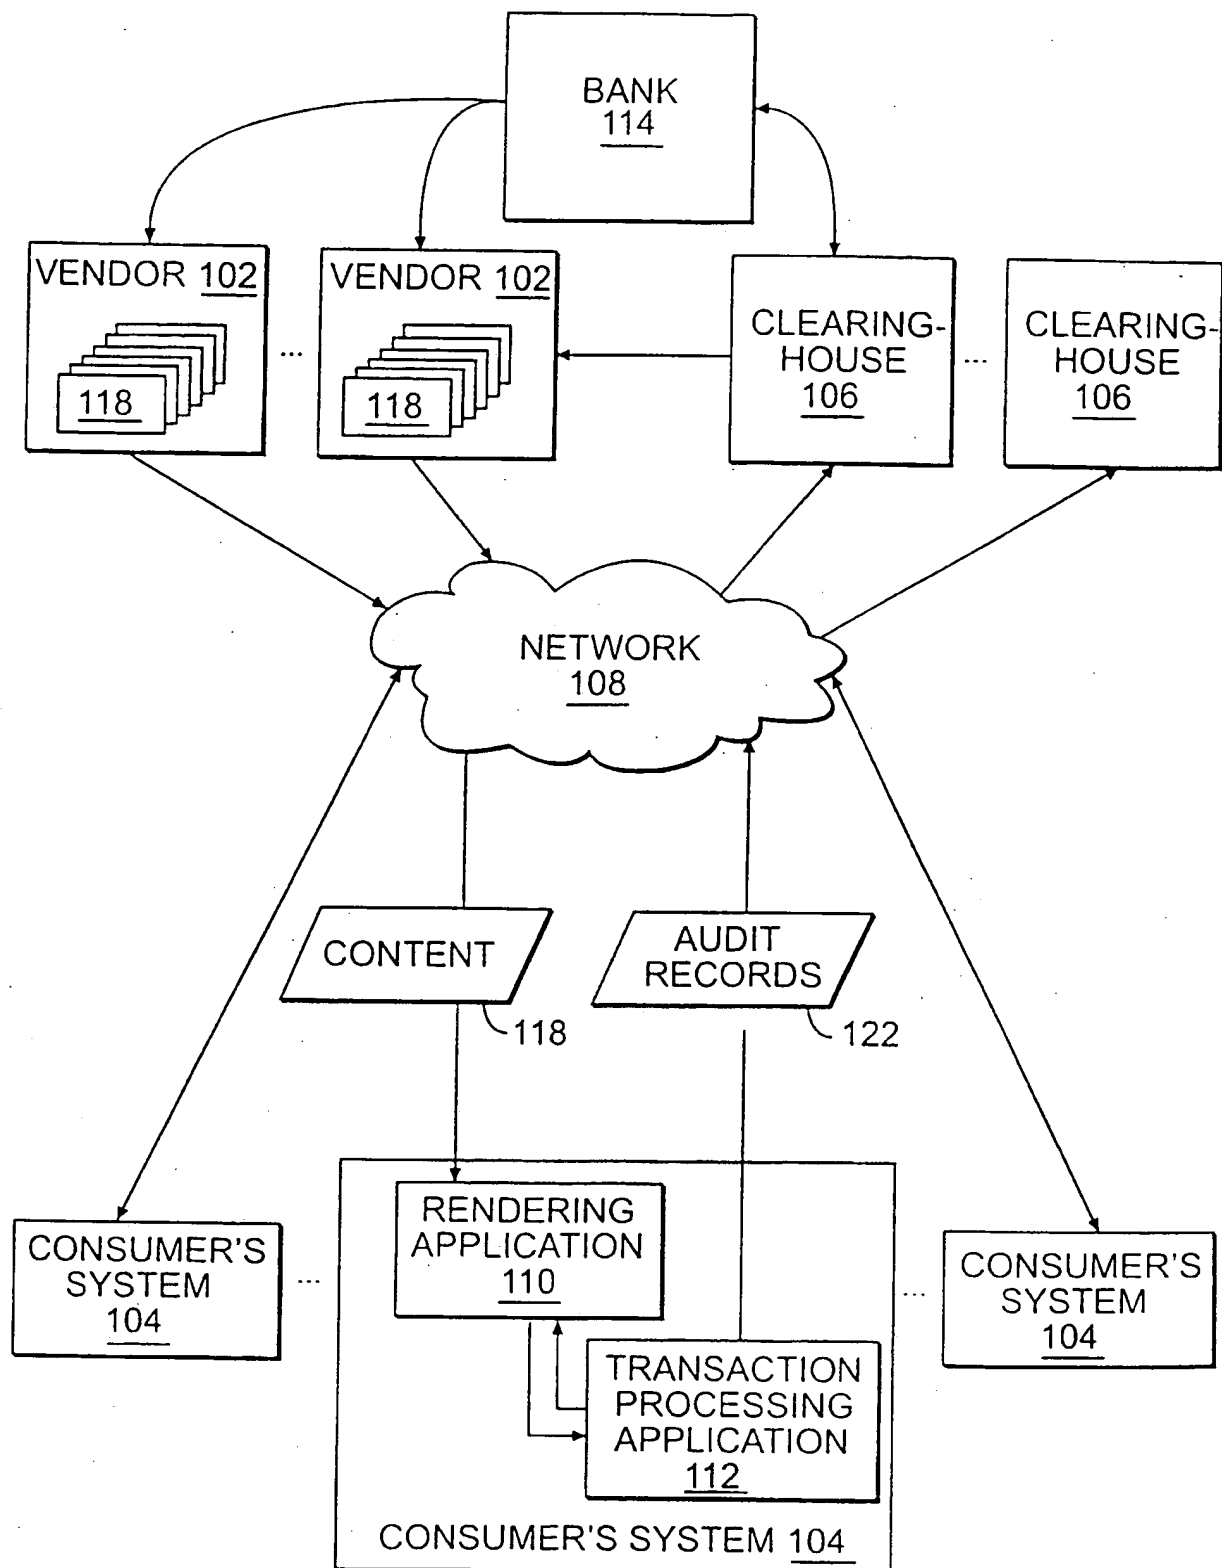 BANK
114
VENDOR 102
118
...
VENDOR 102
118
CLEARING-
HOUSE
106
...
CLEARING-
HOUSE
106
NETWORK
108
CONTENT
118
AUDIT
RECORDS
122
CONSUMER'S
SYSTEM
104
...
RENDERING
APPLICATION
110
TRANSACTION
PROCESSING
APPLICATION
112
CONSUMER'S SYSTEM 104
...
CONSUMER'S
SYSTEM
104